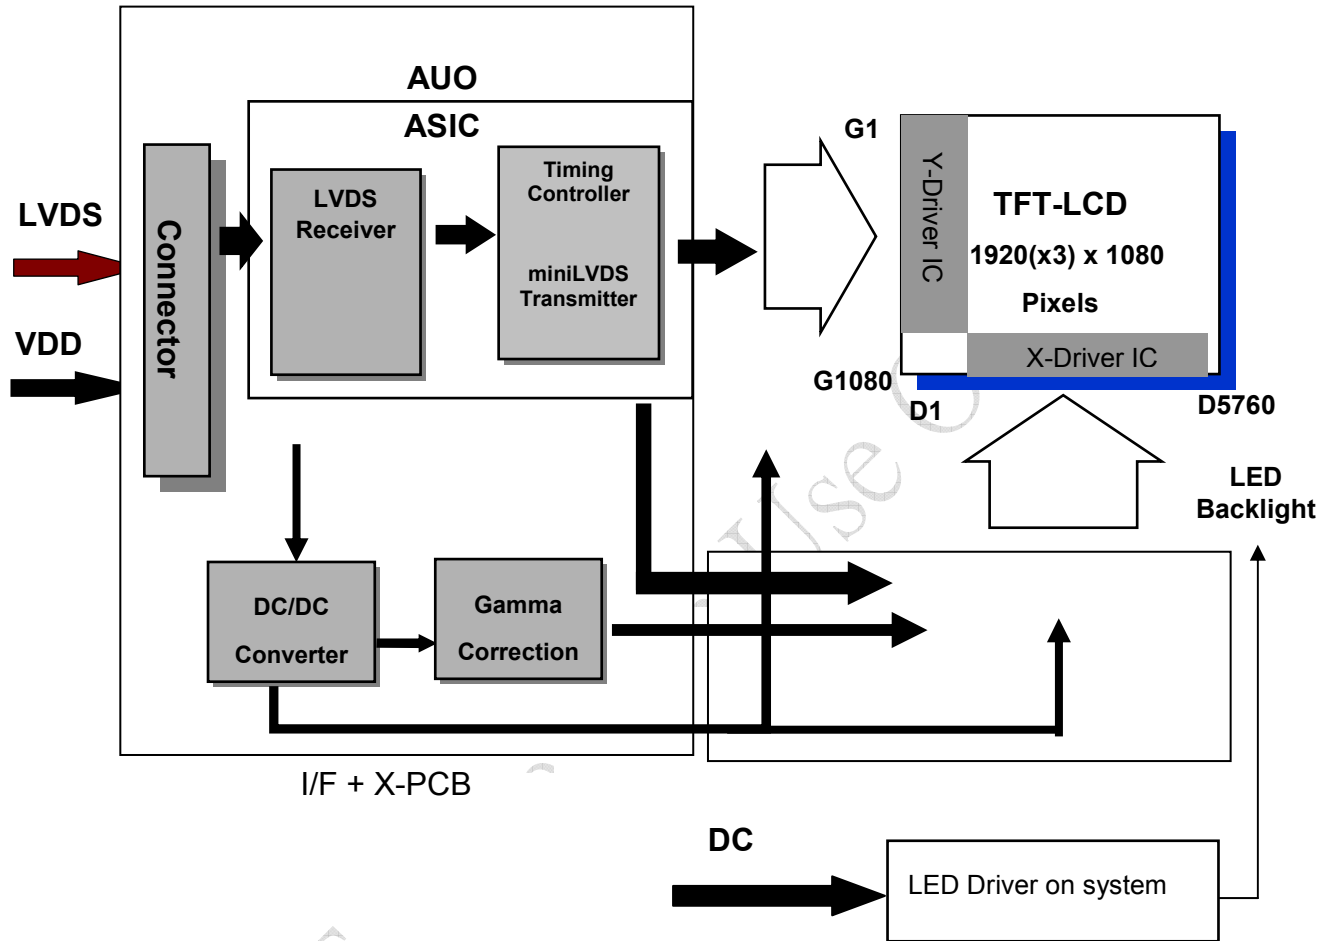 AUO
ASIC
LVDS
VDD
Connector
LVDS
Receiver
Timing
Controller
miniLVDS
Transmitter
G1
G1080
Y-Driver IC
TFT-LCD
1920(x3) x 1080
Pixels
X-Driver IC
D1
D5760
LED
Backlight
Use
DC/DC
Converter
Gamma
Correction
I/F + X-PCB
DC
LED Driver on system